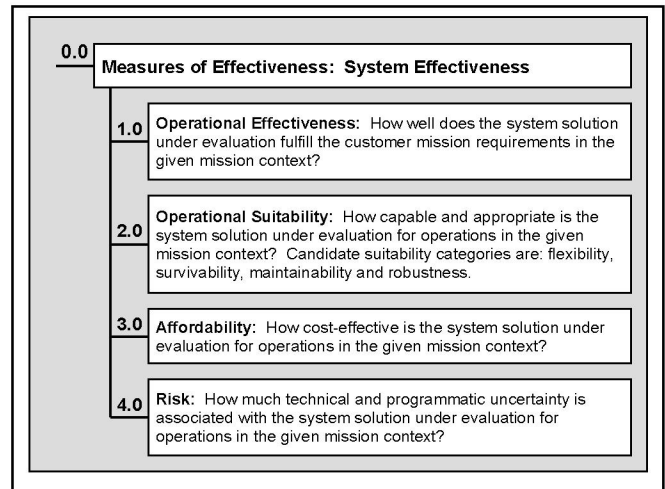 0.0
Measures of Effectiveness:  System Effectiveness
1.0
Operational Effectiveness:  How well does the system solution
under evaluation fulfill the customer mission requirements in the
given mission context?
2.0
Operational Suitability:  How capable and appropriate is the
system solution under evaluation for operations in the given
mission context?  Candidate suitability categories are: flexibility,
survivability, maintainability and robustness.
3.0
Affordability:  How cost-effective is the system solution under
evaluation for operations in the given mission context?
4.0
Risk:  How much technical and programmatic uncertainty is
associated with the system solution under evaluation for
operations in the given mission context?